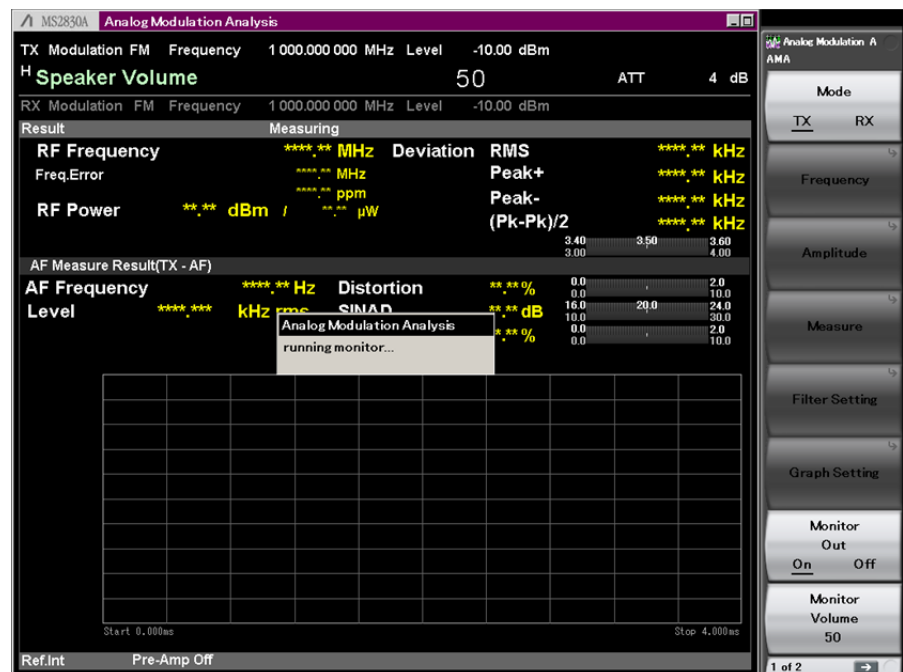 MS2830A Analog Modulation Analysis
TX Modulation FM Frequency 1 000.000 000 MHz Level -10.00 dBm
H Speaker Volume 50 ATT 4 dB
RX Modulation FM Frequency 1 000.000 000 MHz Level -10.00 dBm
Result Measuring
RF Frequency ****.** MHz Deviation RMS ****.** kHz
Freq.Error ****.** MHz Peak+ ****.** kHz
****.** ppm Peak- ****.** kHz
RF Power **.** dBm / **.** µW (Pk-Pk)/2 ****.** kHz
3.40 3.50 3.60
3.00 4.00
AF Measure Result(TX - AF)
AF Frequency ****.** Hz Distortion **.** % 0.0 2.0
0.0 10.0
Level ****.*** kHz rms SINAD **.** dB 16.0 20.0 24.0
10.0 30.0
*.** % 0.0 2.0
0.0 10.0
Analog Modulation Analysis
running monitor...
Start 0.000ms Stop 4.000ms
Ref.Int Pre-Amp Off
Analog Modulation A
AMA
Mode
TX RX
Frequency
Amplitude
Measure
Filter Setting
Graph Setting
Monitor
Out
On Off
Monitor
Volume
50
1 of 2